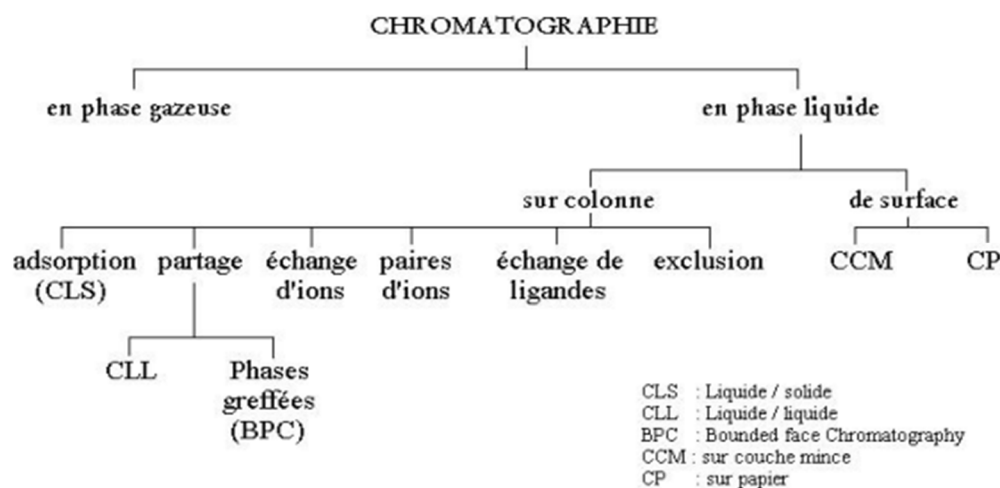 CHROMATOGRAPHIE
en phase gazeuse
en phase liquide
sur colonne
de surface
adsorption
(CLS)
partage
échange
d'ions
paires
d'ions
échange de
ligandes
exclusion
CCM
CP
CLL
Phases
greffées
(BPC)
CLS : Liquide / solide
CLL : Liquide / liquide
BPC : Bounded face Chromatography
CCM : sur couche mince
CP : sur papier